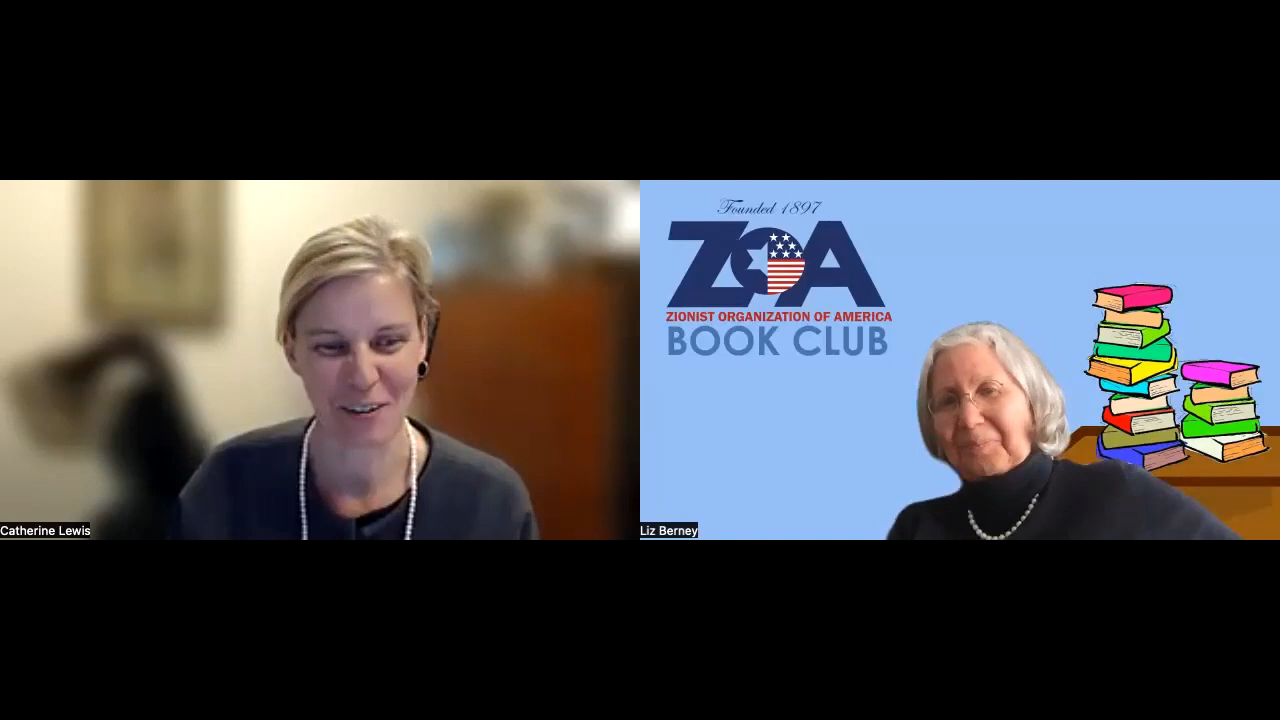 Founded 1897
ZOA
ZIONIST ORGANIZATION OF AMERICA
BOOK CLUB
Catherine Lewis
Liz Berney